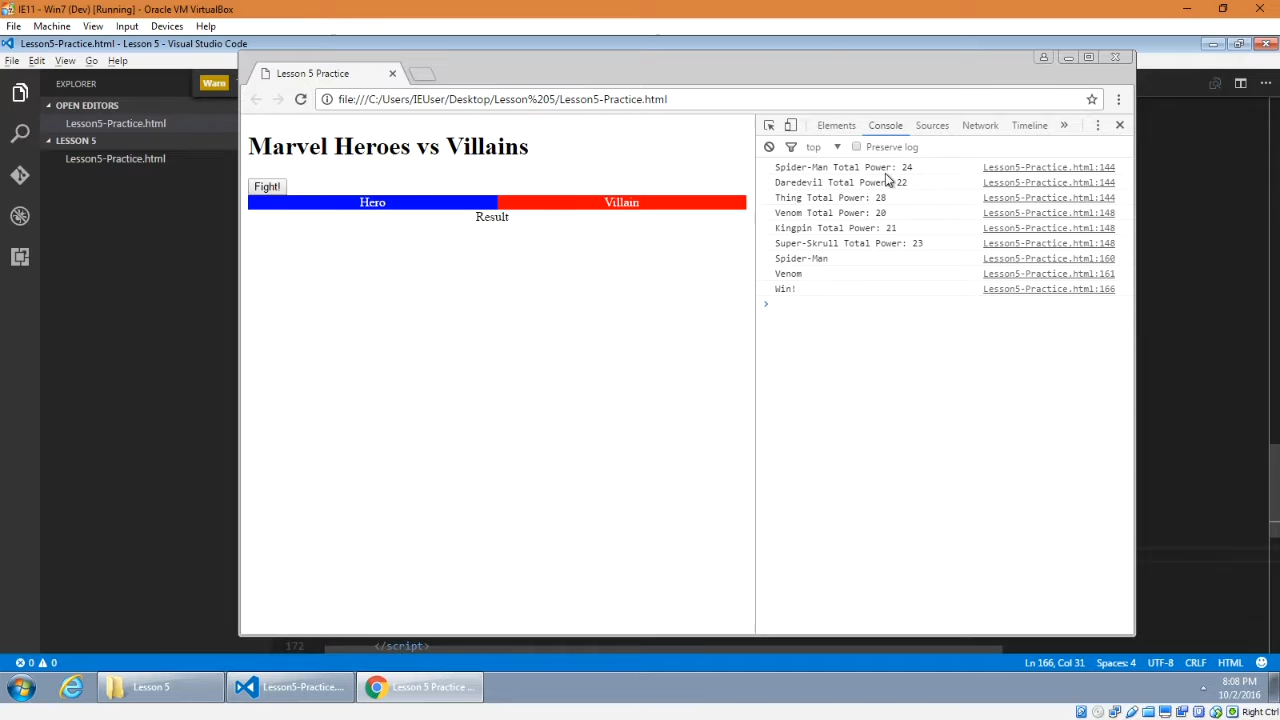 IE11 - Win7 (Dev) [Running] - Oracle VM VirtualBox
File Machine View Input Devices Help
Lesson5-Practice.html - Lesson 5 - Visual Studio Code
File Edit View Go Help
EXPLORER
Warn
OPEN EDITORS
Lesson5-Practice.html
LESSON 5
Lesson5-Practice.html
Lesson 5 Practice
file:///C:/Users/IEUser/Desktop/Lesson%205/Lesson5-Practice.html
Marvel Heroes vs Villains
Fight!
Hero Villain
Result
Elements Console Sources Network Timeline
top Preserve log
Spider-Man Total Power: 24 Lesson5-Practice.html:144
Daredevil Total Power: 22 Lesson5-Practice.html:144
Thing Total Power: 28 Lesson5-Practice.html:144
Venom Total Power: 20 Lesson5-Practice.html:148
Kingpin Total Power: 21 Lesson5-Practice.html:148
Super-Skrull Total Power: 23 Lesson5-Practice.html:148
Spider-Man Lesson5-Practice.html:160
Venom Lesson5-Practice.html:161
Win! Lesson5-Practice.html:166
172 </script>
0 0 Ln 166, Col 31 Spaces: 4 UTF-8 CRLF HTML
Lesson 5 Lesson5-Practice.... Lesson 5 Practice ...
8:08 PM
10/2/2016
Right Ctrl